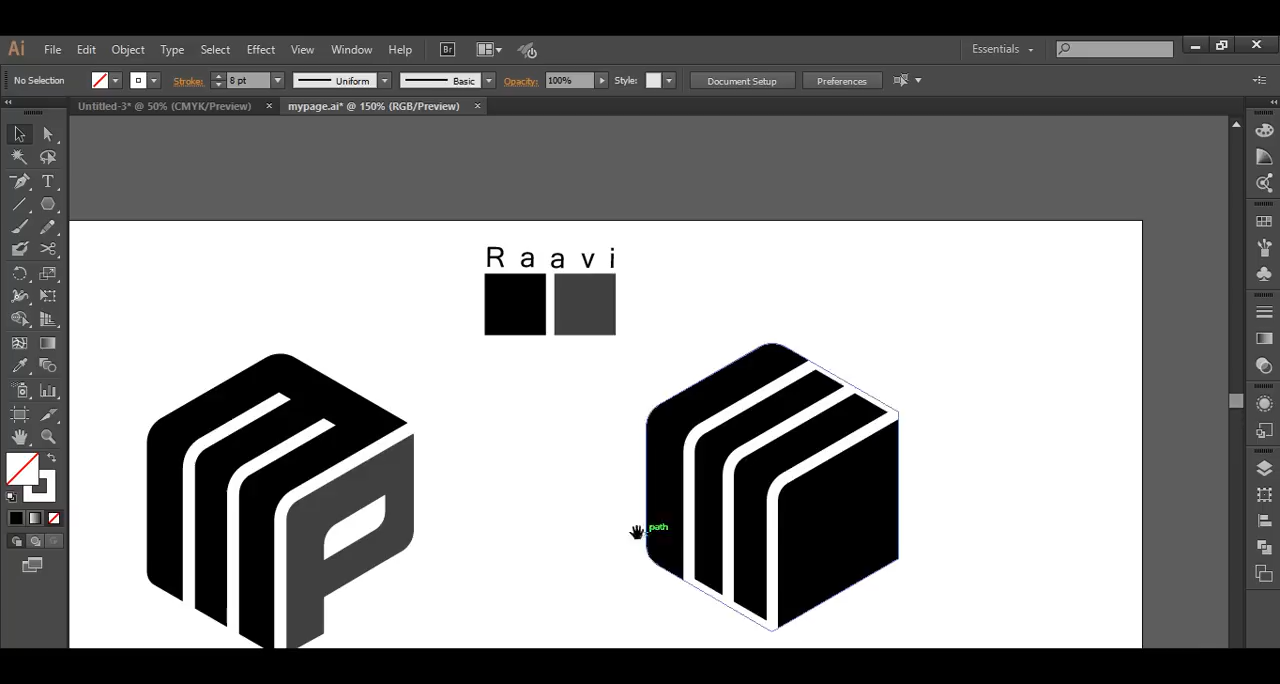 Ai File Edit Object Type Select Effect View Window Help Br Essentials
No Selection Stroke: 8 pt Uniform Basic Opacity: 100% Style: Document Setup Preferences
Untitled-3* @ 50% (CMYK/Preview) × mypage.ai* @ 150% (RGB/Preview) ×
R a a v i
path